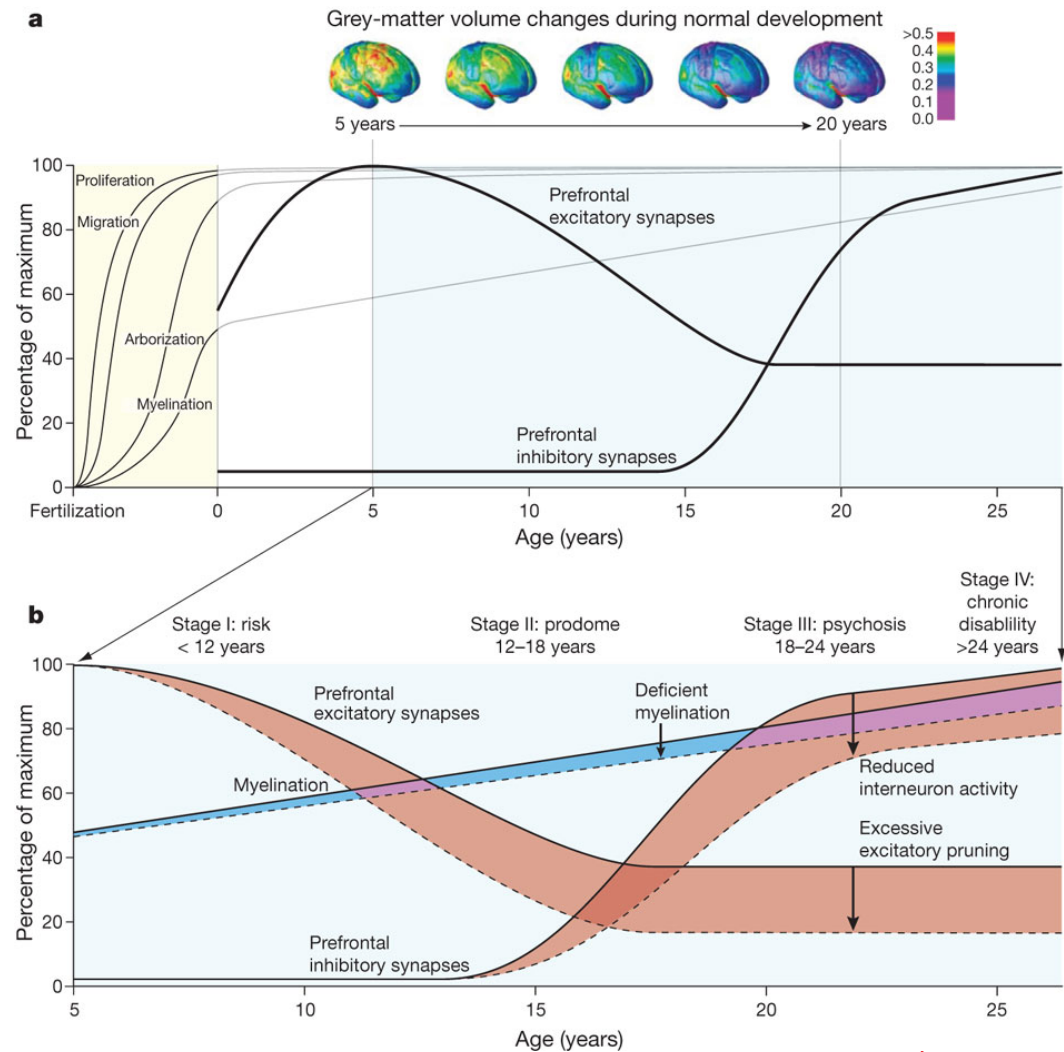 a
Grey-matter volume changes during normal development
>0.5
0.4
0.3
0.2
0.1
0.0
5 years
20 years
100
80
60
40
20
0
Percentage of maximum
Proliferation
Migration
Arborization
Myelination
Prefrontal
excitatory synapses
Prefrontal
inhibitory synapses
Fertilization
0
5
10
15
20
25
Age (years)
b
Stage I: risk
< 12 years
Stage II: prodome
12–18 years
Stage III: psychosis
18–24 years
Stage IV:
chronic
disablility
>24 years
100
80
60
40
20
0
Percentage of maximum
Prefrontal
excitatory synapses
Myelination
Deficient
myelination
Reduced
interneuron activity
Excessive
excitatory pruning
Prefrontal
inhibitory synapses
5
10
15
20
25
Age (years)